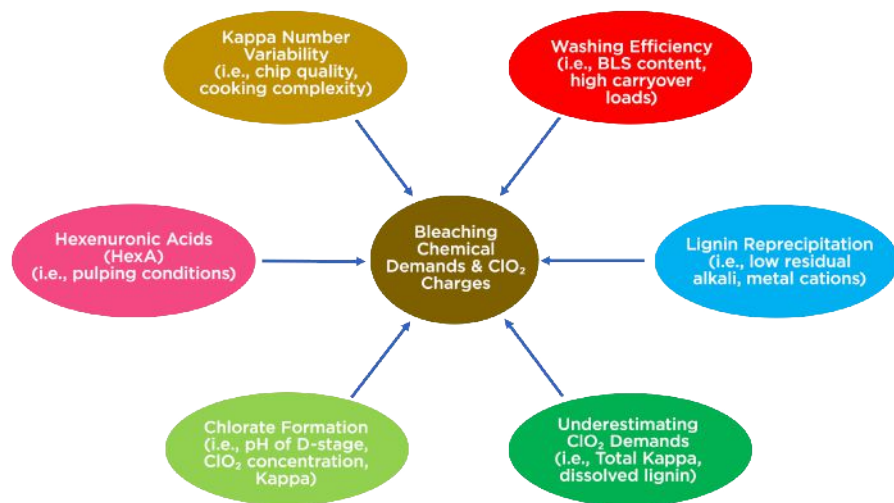 Kappa Number
Variability
(i.e., chip quality,
cooking complexity)
Washing Efficiency
(i.e., BLS content,
high carryover
loads)
Hexenuronic Acids
(HexA)
(i.e., pulping conditions)
Bleaching
Chemical
Demands & ClO₂
Charges
Lignin Reprecipitation
(i.e., low residual
alkali, metal cations)
Chlorate Formation
(i.e., pH of D-stage,
ClO₂ concentration,
Kappa)
Underestimating
ClO₂ Demands
(i.e., Total Kappa,
dissolved lignin)